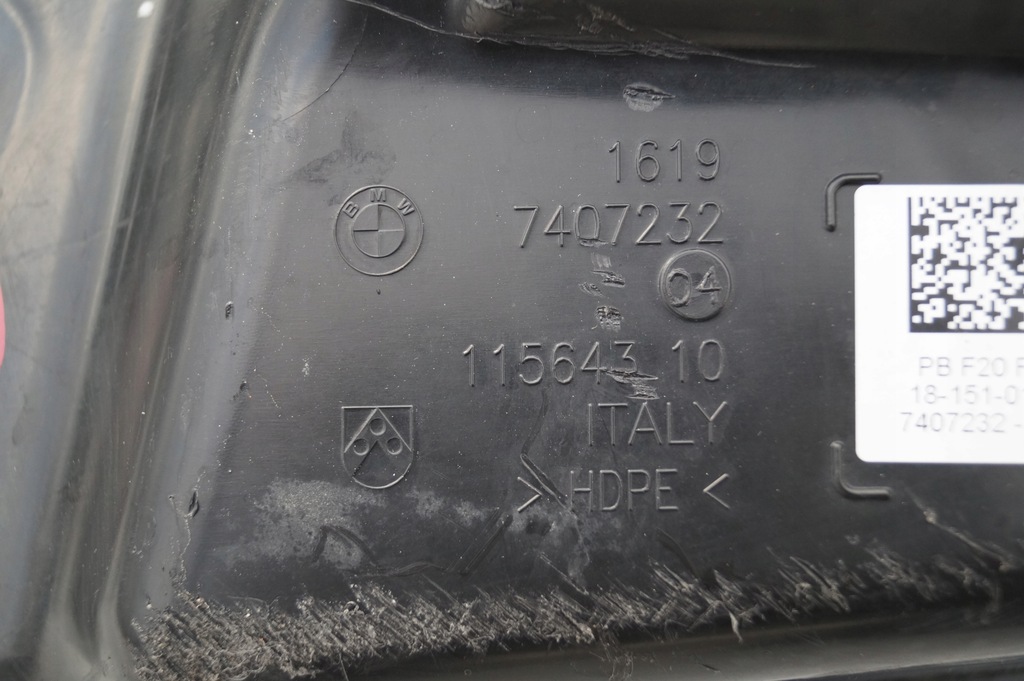 1619
BMW
7407232
04
115643 10
ITALY
> HDPE <
PB F20 F
18-151-0
7407232 -